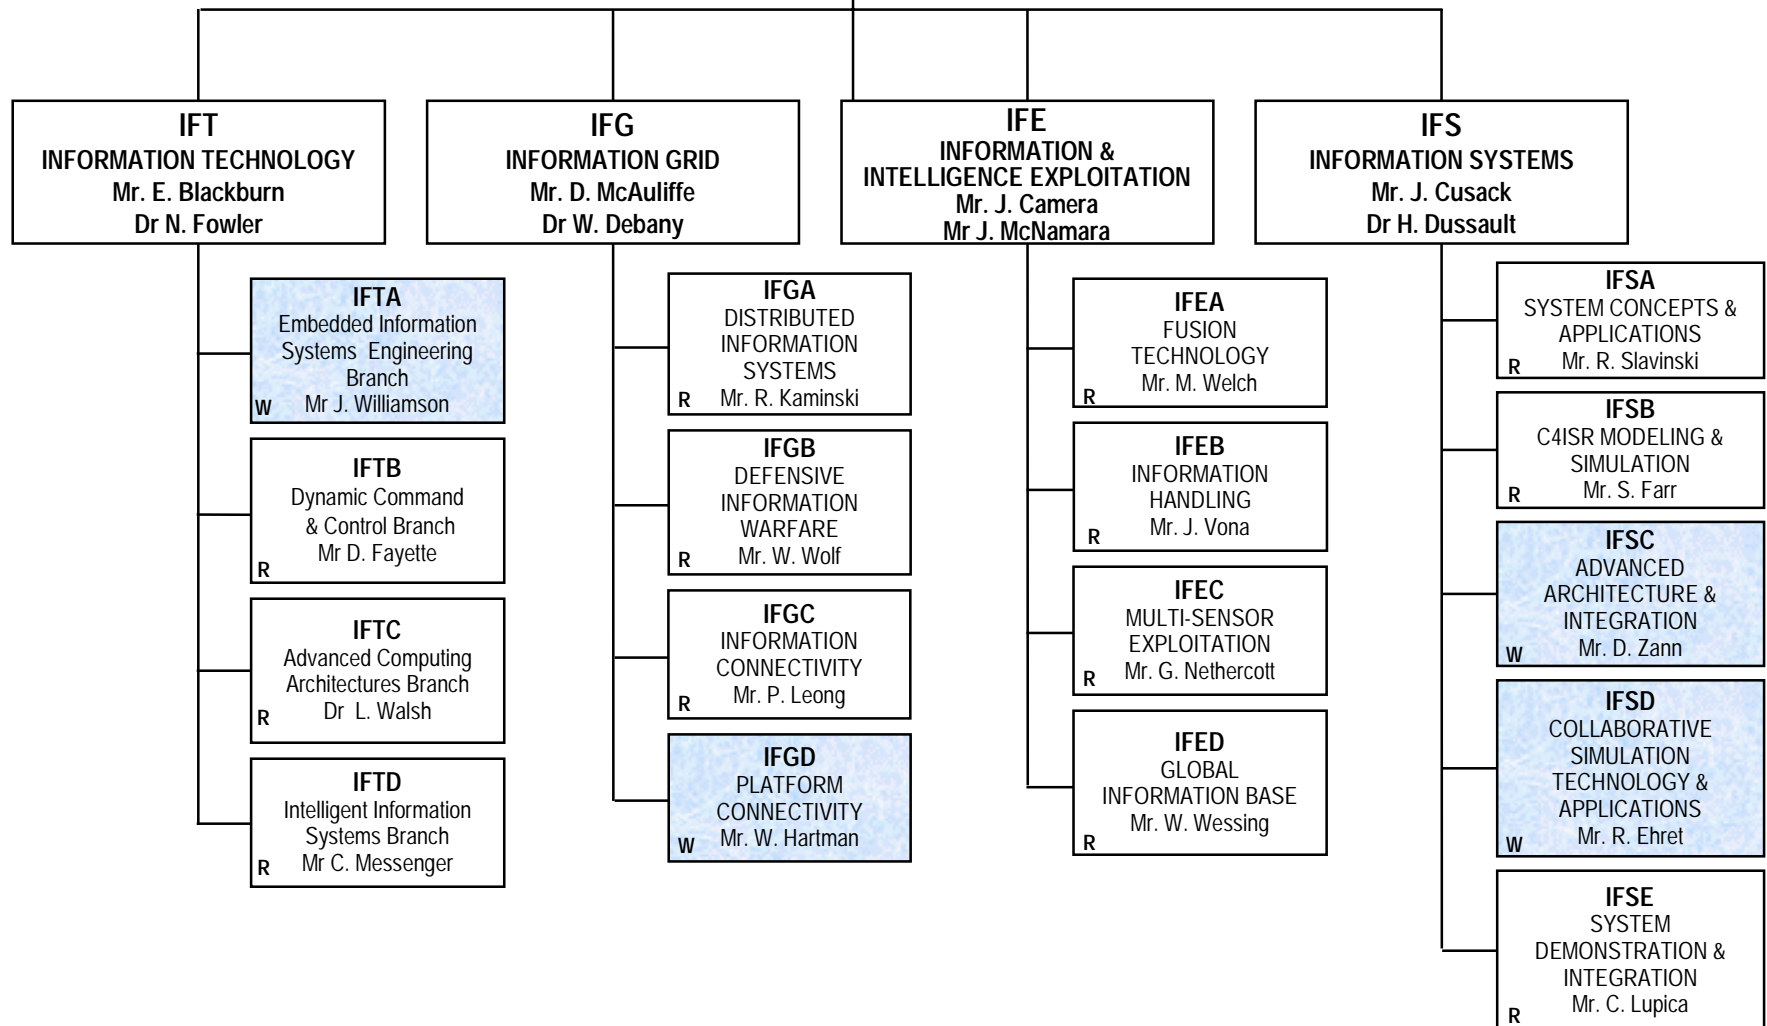 IFT
INFORMATION TECHNOLOGY
Mr. E. Blackburn
Dr N. Fowler
IFTA
Embedded Information
Systems Engineering
Branch
W Mr J. Williamson
IFTB
Dynamic Command
& Control Branch
Mr D. Fayette
R
IFTC
Advanced Computing
Architectures Branch
Dr L. Walsh
R
IFTD
Intelligent Information
Systems Branch
Mr C. Messenger
R
IFG
INFORMATION GRID
Mr. D. McAuliffe
Dr W. Debany
IFGA
DISTRIBUTED
INFORMATION
SYSTEMS
R Mr. R. Kaminski
IFGB
DEFENSIVE
INFORMATION
WARFARE
Mr. W. Wolf
R
IFGC
INFORMATION
CONNECTIVITY
Mr. P. Leong
R
IFGD
PLATFORM
CONNECTIVITY
Mr. W. Hartman
W
IFE
INFORMATION &
INTELLIGENCE EXPLOITATION
Mr. J. Camera
Mr J. McNamara
IFEA
FUSION
TECHNOLOGY
Mr. M. Welch
R
IFEB
INFORMATION
HANDLING
Mr. J. Vona
R
IFEC
MULTI-SENSOR
EXPLOITATION
Mr. G. Nethercott
R
IFED
GLOBAL
INFORMATION BASE
Mr. W. Wessing
R
IFS
INFORMATION SYSTEMS
Mr. J. Cusack
Dr H. Dussault
IFSA
SYSTEM CONCEPTS &
APPLICATIONS
Mr. R. Slavinski
R
IFSB
C4ISR MODELING &
SIMULATION
Mr. S. Farr
R
IFSC
ADVANCED
ARCHITECTURE &
INTEGRATION
Mr. D. Zann
W
IFSD
COLLABORATIVE
SIMULATION
TECHNOLOGY &
APPLICATIONS
Mr. R. Ehret
W
IFSE
SYSTEM
DEMONSTRATION &
INTEGRATION
Mr. C. Lupica
R